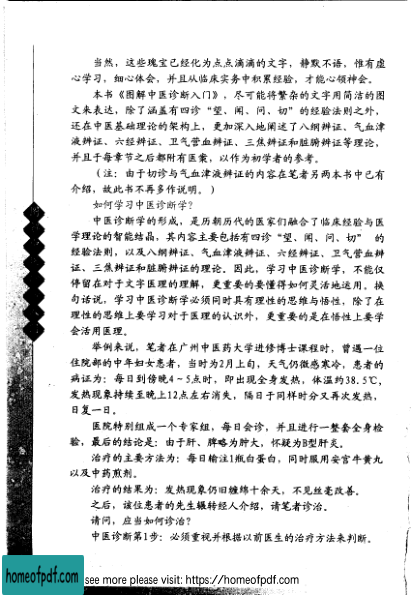 当然，这些瑰宝已经化为点点滴滴的文字，静默不语，惟有虚
心学习，细心体会，并且从临床实务中积累经验，才能心领神会。
本书《图解中医诊断入门》，尽可能将繁杂的文字用简洁的图
文来表达，除了涵盖有四诊“望、闻、问、切”的经验法则之外，
还在中医基础理论的架构上，更加深入地阐述了八纲辨证、气血津
液辨证、六经辨证、卫气营血辨证、三焦辨证和脏腑辨证等理论，
并且于每章节之后都附有医案，以作为初学者的参考。
（注：由于切诊与气血津液辨证的内容在笔者另两本书中已有
介绍，故此书不再多作说明。）
如何学习中医诊断学？
中医诊断学的形成，是历朝历代的医家们融合了临床经验与医
学理论的智能结晶，其内容主要包括有四诊“望、闻、问、切” 的
经验法则，以及八纲辨证、气血津液辨证、六经辨证、卫气营血辨
证、三焦辨证和脏腑辨证的理论。因此，学习中医诊断学，不能仅
停留在对于文字医理的理解，更重要的要懂得如何灵活地运用。换
句话说，学习中医诊断学必须同时具有理性的思维与悟性，除了在
理性的思维上要学习对于医理的认识外，更重要的是在悟性上要学
会活用医理。
举例来说，笔者在广州中医药大学进修博士课程时，曾遇一位
住院部的中年妇女患者，当时为2月上旬，天气仍微感寒冷，患者的
病证为：每日到傍晚4～5点时，即出现全身发热，体温约38.5℃，
发热现象持续至晚上12点左右消失，隔日于同样时分又再次发热，
日复一日。
医院特别组成一个专家组，每日会诊，并且进行一整套全身检
验，最后的结论是：由于肝、脾略为肿大，怀疑为B型肝炎。
治疗的主要方法为：每日输注1瓶白蛋白，同时服用安宫牛黄丸
以及中药煎剂。
治疗的结果为：发热现象仍旧缠绵十余天，不见丝毫改善。
之后，该位患者的先生辗转经人介绍，请笔者诊治。
请问，应当如何诊治？
中医诊断第1步：必须重视并根据以前医生的治疗方法来判断。
homeofpdf.com
see more please visit: https://homeofpdf.com